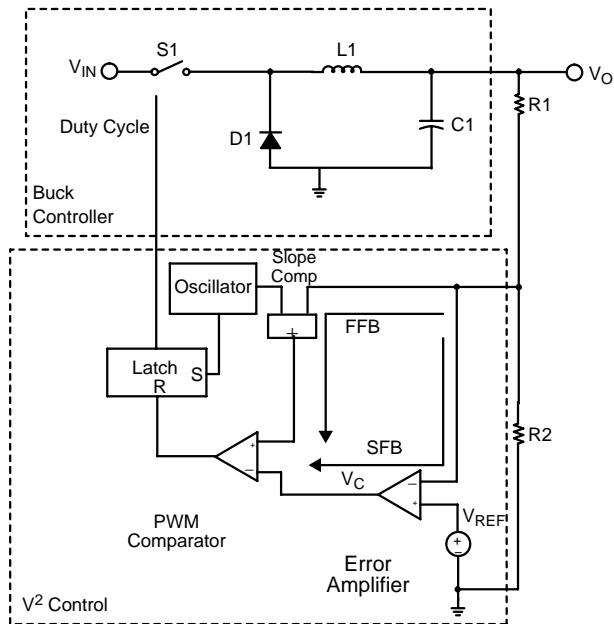 S1
L1
V_IN
V_O
R1
Duty Cycle
D1
C1
Buck
Controller
Slope
Comp
Oscillator
+
FFB
Latch
S
R
R2
+
−
SFB
V_C
−
+
V_REF
+
−
PWM
Comparator
Error
Amplifier
V² Control